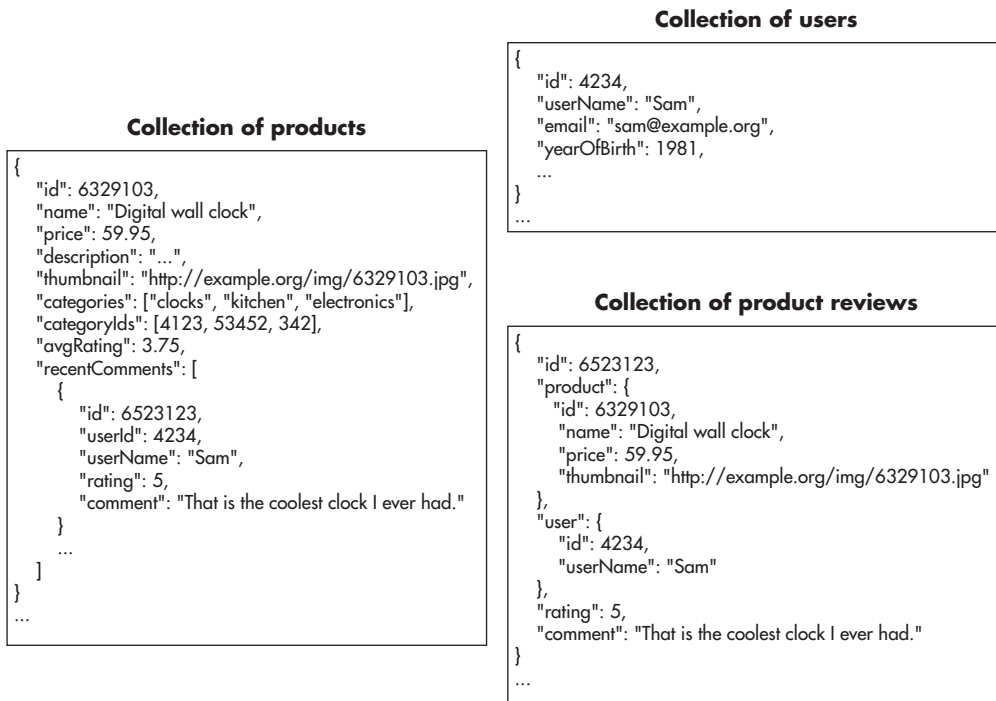 Collection of products
{
"id": 6329103,
"name": "Digital wall clock",
"price": 59.95,
"description": "...",
"thumbnail": "http://example.org/img/6329103.jpg",
"categories": ["clocks", "kitchen", "electronics"],
"categoryIds": [4123, 53452, 342],
"avgRating": 3.75,
"recentComments": [
{
"id": 6523123,
"userId": 4234,
"userName": "Sam",
"rating": 5,
"comment": "That is the coolest clock I ever had."
}
...
]
}
...
Collection of users
{
"id": 4234,
"userName": "Sam",
"email": "sam@example.org",
"yearOfBirth": 1981,
...
}
...
Collection of product reviews
{
"id": 6523123,
"product": {
"id": 6329103,
"name": "Digital wall clock",
"price": 59.95,
"thumbnail": "http://example.org/img/6329103.jpg"
},
"user": {
"id": 4234,
"userName": "Sam"
},
"rating": 5,
"comment": "That is the coolest clock I ever had."
}
...